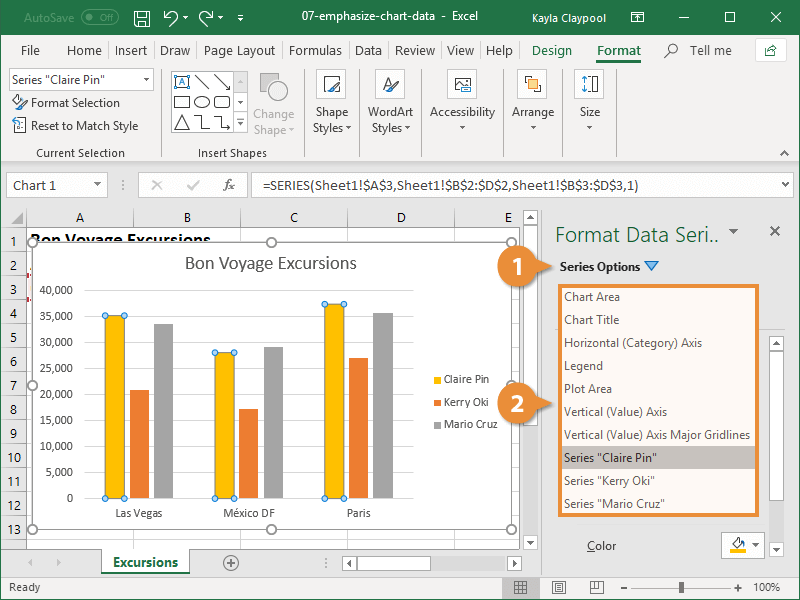 AutoSave Off 07-emphasize-chart-data - Excel Kayla Claypool
File Home Insert Draw Page Layout Formulas Data Review View Help Design Format Tell me
Series "Claire Pin"
Format Selection
Reset to Match Style
Current Selection
Change
Shape
Insert Shapes
Shape
Styles
WordArt
Styles
Accessibility
Arrange
Size
Chart 1 fx =SERIES(Sheet1!$A$3,Sheet1!$B$2:$D$2,Sheet1!$B$3:$D$3,1)
A B C D E
1 Bon Voyage Excursions
2
3
4
5
6
7
8
9
10
11
12
13
Bon Voyage Excursions
40,000
35,000
30,000
25,000
20,000
15,000
10,000
5,000
0
Las Vegas México DF Paris
Claire Pin
Kerry Oki
Mario Cruz
Format Data Seri..
1
Series Options
2
Chart Area
Chart Title
Horizontal (Category) Axis
Legend
Plot Area
Vertical (Value) Axis
Vertical (Value) Axis Major Gridlines
Series "Claire Pin"
Series "Kerry Oki"
Series "Mario Cruz"
Color
Excursions
Ready 100%